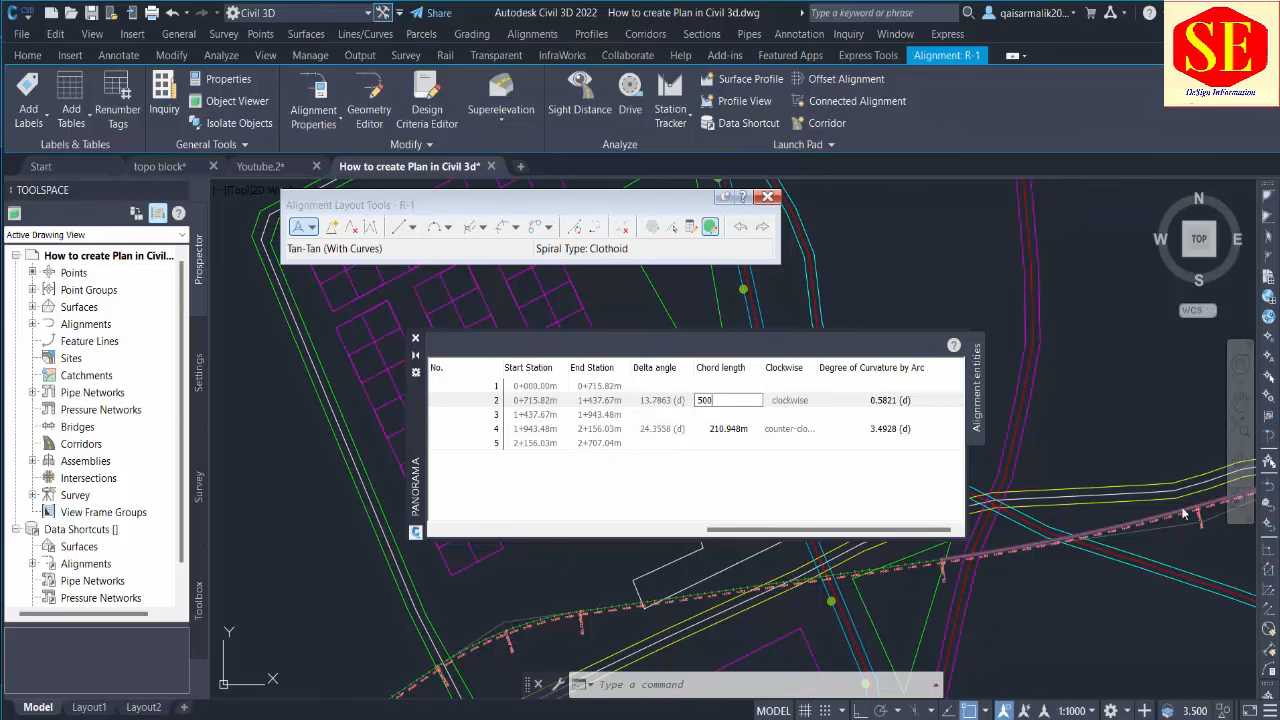 Civil 3D
Share
Autodesk Civil 3D 2022
How to create Plan in Civil 3d.dwg
Type a keyword or phrase
qaisarmalik20...
SE
DeSign InFormation
File Edit View Insert General Survey Points Surfaces Lines/Curves Parcels Grading Alignments Profiles Corridors Sections Pipes Annotation Inquiry Window Express
Home Insert Annotate Modify Analyze View Manage Output Survey Rail Transparent InfraWorks Collaborate Add-ins Featured Apps Express Tools Alignment: R-1
Add Labels
Add Tables
Renumber Tags
Inquiry
Properties
Object Viewer
Isolate Objects
Alignment Properties
Geometry Editor
Design Criteria Editor
Superelevation
Sight Distance
Drive
Station Tracker
Surface Profile
Profile View
Data Shortcut
Offset Alignment
Connected Alignment
Corridor
Labels & Tables
General Tools
Modify
Analyze
Launch Pad
Start
topo block*
Youtube.2*
How to create Plan in Civil 3d*
TOOLSPACE
Active Drawing View
How to create Plan in Civil...
Points
Point Groups
Surfaces
Alignments
Feature Lines
Sites
Catchments
Pipe Networks
Pressure Networks
Bridges
Corridors
Assemblies
Intersections
Survey
View Frame Groups
Data Shortcuts []
Surfaces
Alignments
Pipe Networks
Pressure Networks
Prospector
Settings
Survey
Toolbox
Alignment Layout Tools - R-1
Tan-Tan (With Curves)
Spiral Type: Clothoid
N
W
TOP
E
S
WCS
PANORAMA
Alignment entities
No. Start Station End Station Delta angle Chord length Clockwise Degree of Curvature by Arc
1 0+000.00m 0+715.82m
2 0+715.82m 1+437.67m 13.7863 (d) 500 clockwise 0.5821 (d)
3 1+437.67m 1+943.48m
4 1+943.48m 2+156.03m 24.3558 (d) 210.948m counter-clo... 3.4928 (d)
5 2+156.03m 2+707.04m
Y
X
Type a command
Model Layout1 Layout2
MODEL
1:1000
3.500